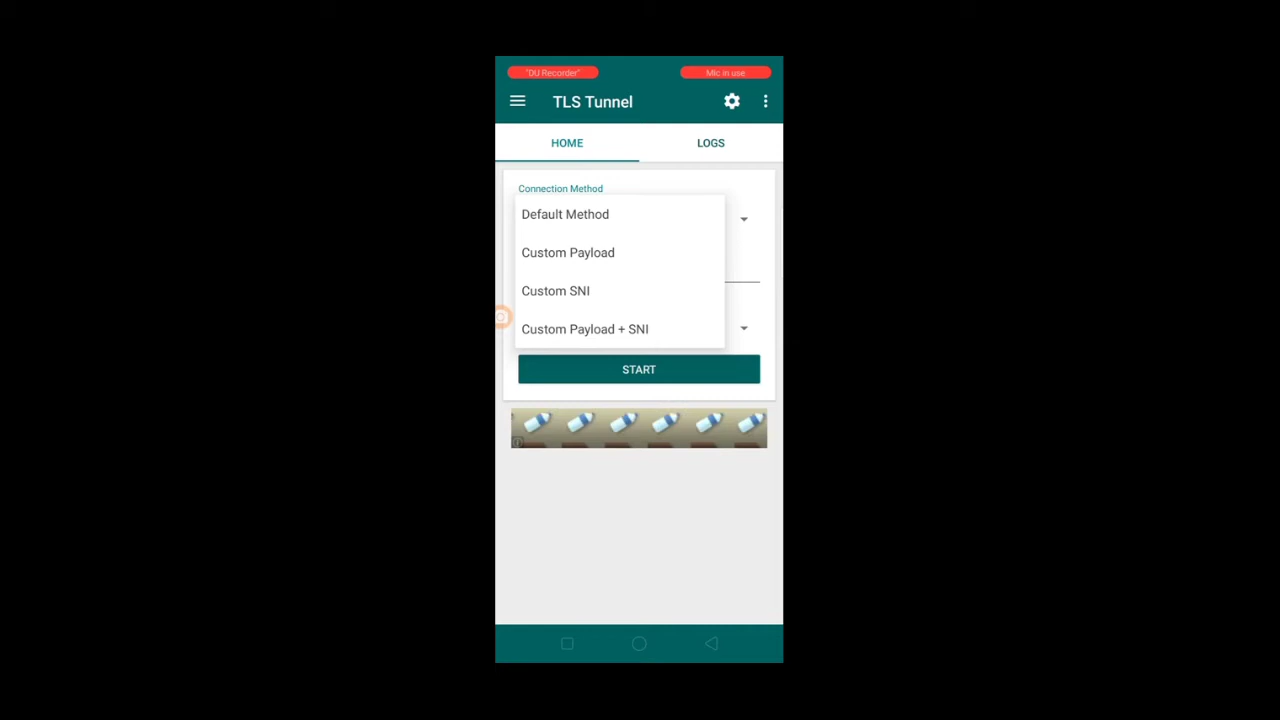 "DU Recorder"
Mic in use
TLS Tunnel
HOME
LOGS
Connection Method
Default Method
Custom Payload
Custom SNI
Custom Payload + SNI
START